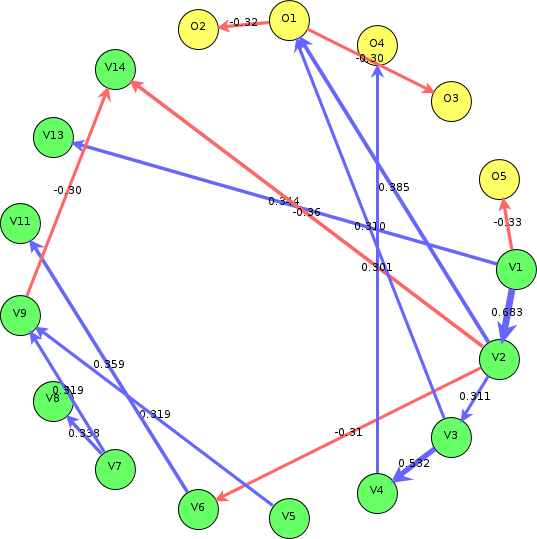 O1
O2
-0.32
O4
-0.30
V14
O3
V13
O5
-0.30
0.385
0.344
-0.36
V11
-0.33
0.310
0.301
V1
V9
0.683
V2
0.359
0.319
V8
0.311
0.319
0.338
-0.31
V3
V7
0.532
V4
V6
V5